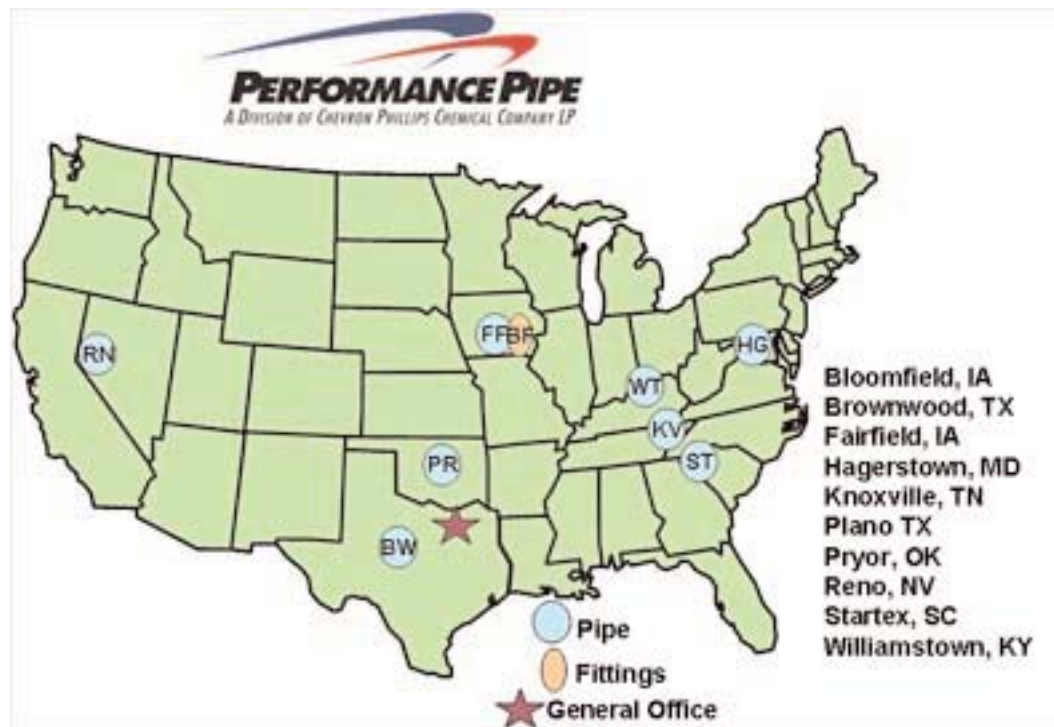 PERFORMANCE PIPE
A DIVISION OF CHEVRON PHILLIPS CHEMICAL COMPANY LP
RN
FF
BF
HG
WT
KV
ST
PR
BW
Bloomfield, IA
Brownwood, TX
Fairfield, IA
Hagerstown, MD
Knoxville, TN
Plano TX
Pryor, OK
Reno, NV
Startex, SC
Williamstown, KY
Pipe
Fittings
General Office